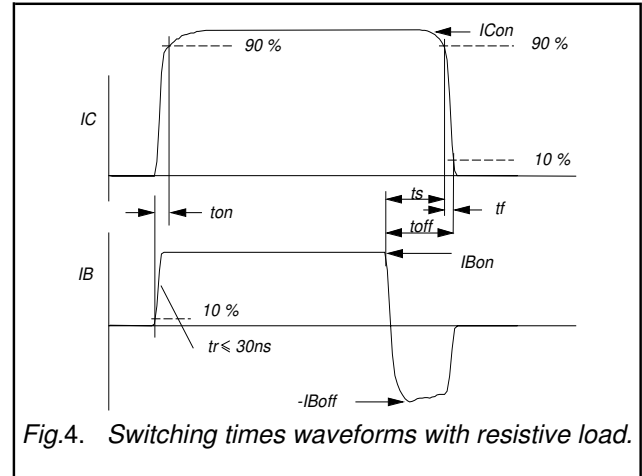 ICon
90 %
90 %
IC
10 %
ts
ton
tf
toff
IBon
IB
10 %
tr ≤ 30ns
-IBoff
Fig.4. Switching times waveforms with resistive load.